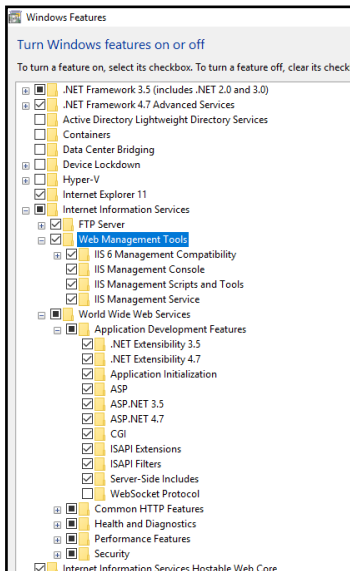 Windows Features
Turn Windows features on or off
To turn a feature on, select its checkbox. To turn a feature off, clear its check
.NET Framework 3.5 (includes .NET 2.0 and 3.0)
.NET Framework 4.7 Advanced Services
Active Directory Lightweight Directory Services
Containers
Data Center Bridging
Device Lockdown
Hyper-V
Internet Explorer 11
Internet Information Services
FTP Server
Web Management Tools
IIS 6 Management Compatibility
IIS Management Console
IIS Management Scripts and Tools
IIS Management Service
World Wide Web Services
Application Development Features
.NET Extensibility 3.5
.NET Extensibility 4.7
Application Initialization
ASP
ASP.NET 3.5
ASP.NET 4.7
CGI
ISAPI Extensions
ISAPI Filters
Server-Side Includes
WebSocket Protocol
Common HTTP Features
Health and Diagnostics
Performance Features
Security
Internet Information Services Hostable Web Core